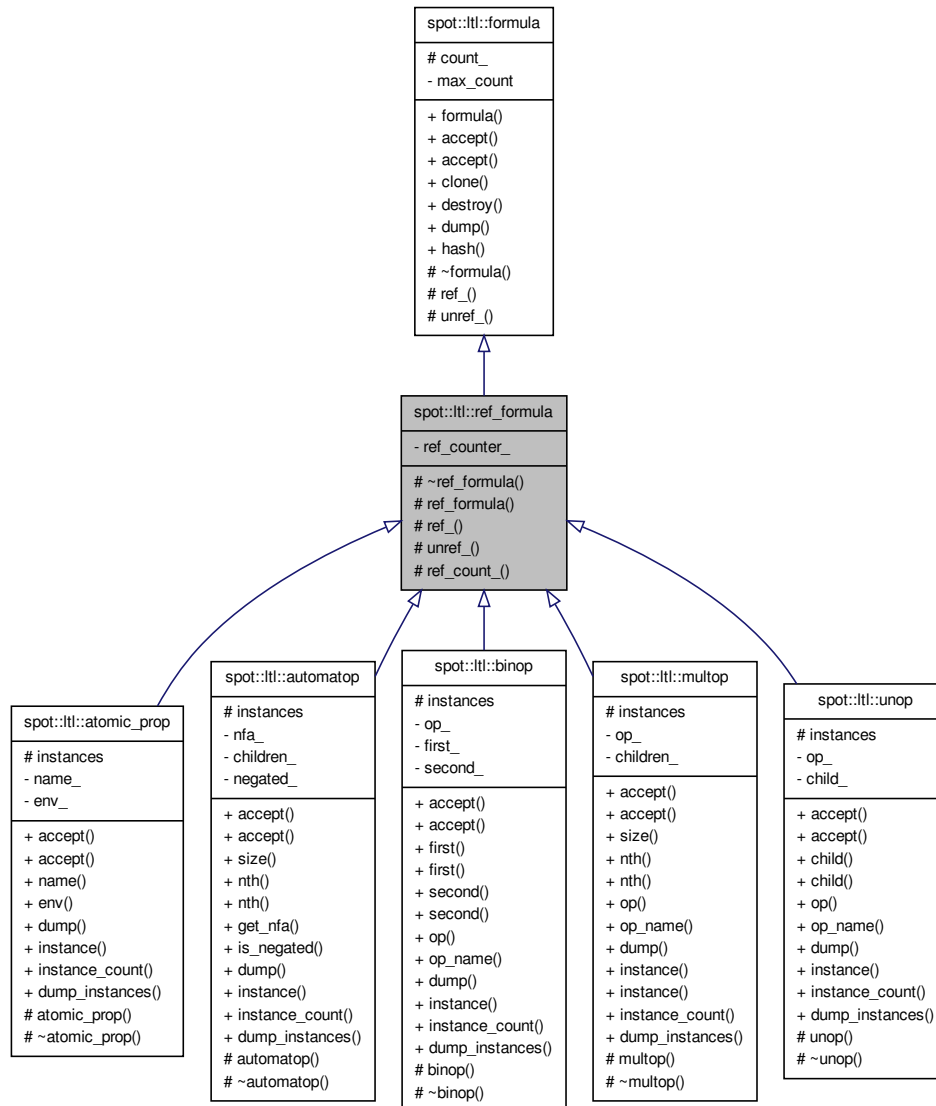 spot::ltl::formula
# count_
- max_count
+ formula()
+ accept()
+ accept()
+ clone()
+ destroy()
+ dump()
+ hash()
# ~formula()
# ref_()
# unref_()
spot::ltl::ref_formula
- ref_counter_
# ~ref_formula()
# ref_formula()
# ref_()
# unref_()
# ref_count_()
spot::ltl::atomic_prop
# instances
- name_
- env_
+ accept()
+ accept()
+ name()
+ env()
+ dump()
+ instance()
+ instance_count()
+ dump_instances()
# atomic_prop()
# ~atomic_prop()
spot::ltl::automatop
# instances
- nfa_
- children_
- negated_
+ accept()
+ accept()
+ size()
+ nth()
+ nth()
+ get_nfa()
+ is_negated()
+ dump()
+ instance()
+ instance_count()
+ dump_instances()
# automatop()
# ~automatop()
spot::ltl::binop
# instances
- op_
- first_
- second_
+ accept()
+ accept()
+ first()
+ first()
+ second()
+ second()
+ op()
+ op_name()
+ dump()
+ instance()
+ instance_count()
+ dump_instances()
# binop()
# ~binop()
spot::ltl::multop
# instances
- op_
- children_
+ accept()
+ accept()
+ size()
+ nth()
+ nth()
+ op()
+ op_name()
+ dump()
+ instance()
+ instance()
+ instance_count()
+ dump_instances()
# multop()
# ~multop()
spot::ltl::unop
# instances
- op_
- child_
+ accept()
+ accept()
+ child()
+ child()
+ op()
+ op_name()
+ dump()
+ instance()
+ instance_count()
+ dump_instances()
# unop()
# ~unop()